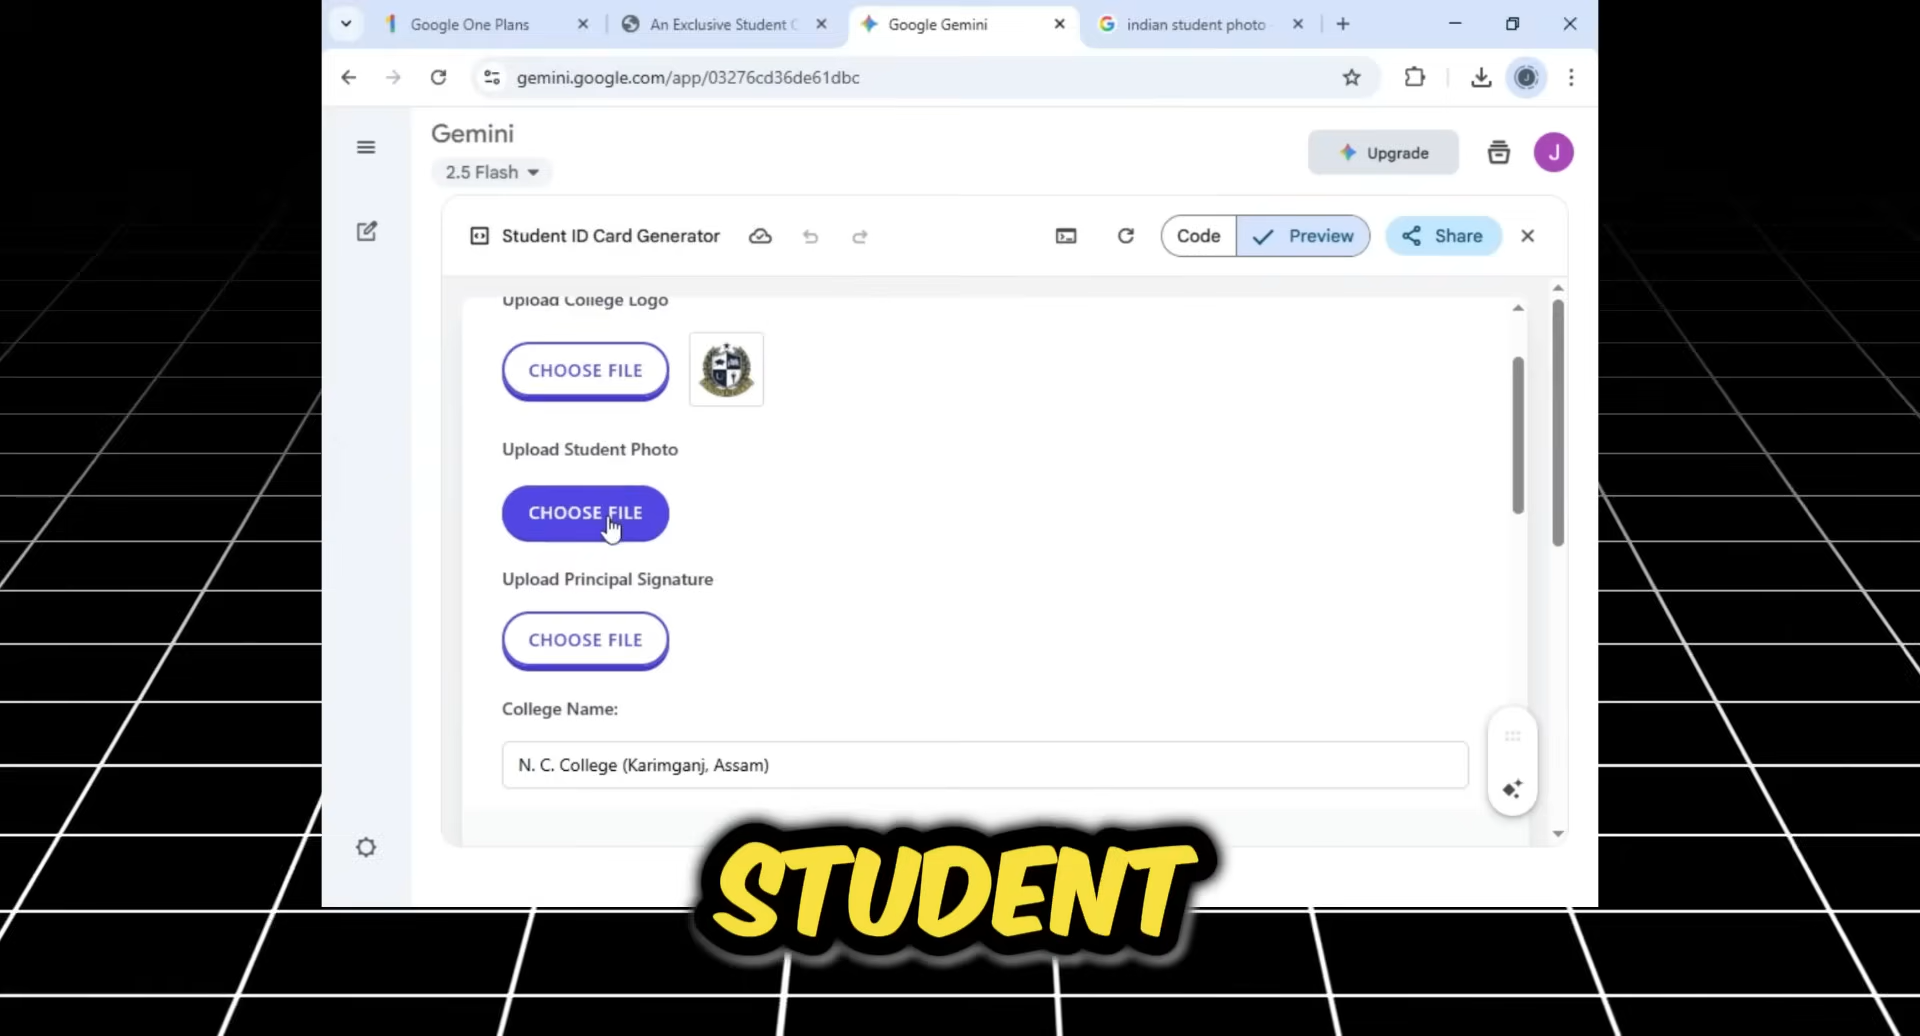 Google One Plans
An Exclusive Student
Google Gemini
indian student photo
gemini.google.com/app/03276cd36de61dbc
Gemini
2.5 Flash
Upgrade
J
Student ID Card Generator
Code
Preview
Share
Upload College Logo
CHOOSE FILE
Upload Student Photo
CHOOSE FILE
Upload Principal Signature
CHOOSE FILE
College Name:
N. C. College (Karimganj, Assam)
STUDENT